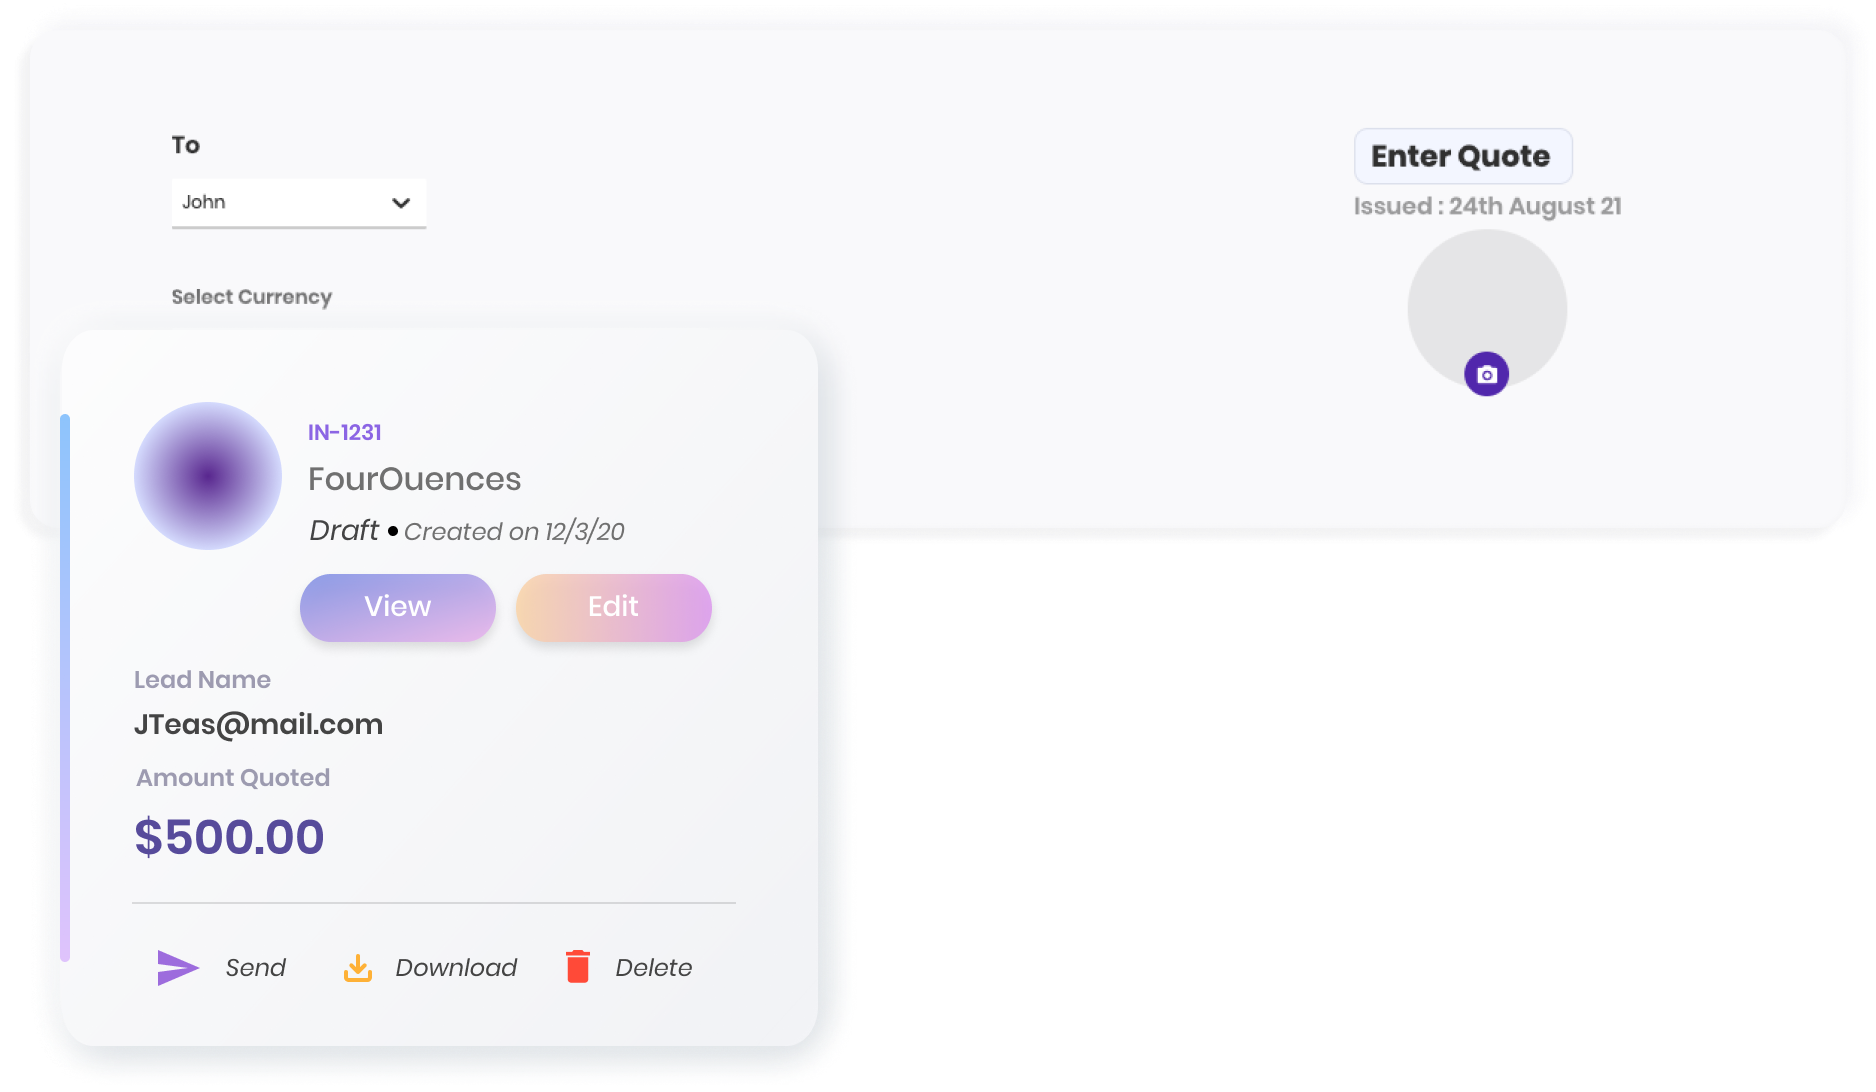 To
John
Enter Quote
Issued : 24th August 21
Select Currency
IN-1231
FourOuences
Draft • Created on 12/3/20
View
Edit
Lead Name
JTeas@mail.com
Amount Quoted
$500.00
Send
Download
Delete